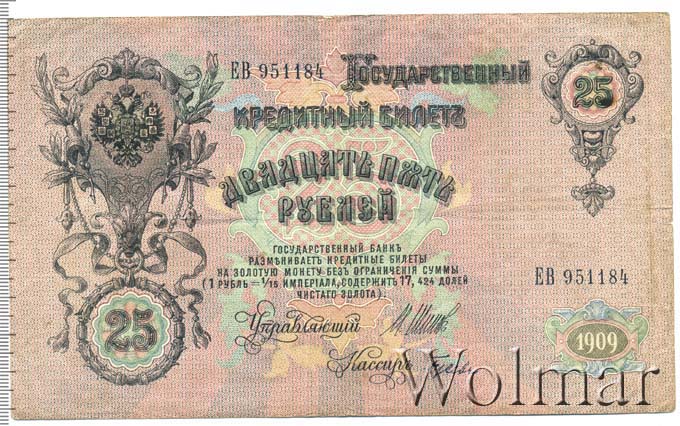 ЕВ 951184
Государственный
25
Кредитный Билетъ
Двадцать пять
рублей
Государственный Банкъ
размѣниваетъ кредитные билеты
на золотую монету безъ ограниченія суммы
(1 рубль = 1/15 имперіала, содержитъ 17, 424 долей
чистаго золота)
ЕВ 951184
25
Управляющій
1909
Кассиръ
Wolmar